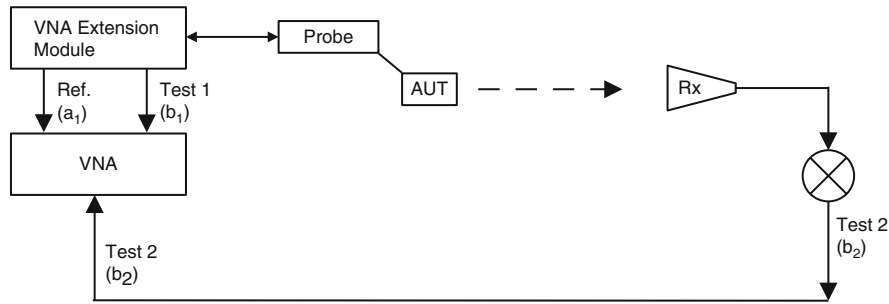 VNA Extension
Module
Probe
AUT
Rx
Ref.
(a1)
Test 1
(b1)
VNA
Test 2
(b2)
Test 2
(b2)